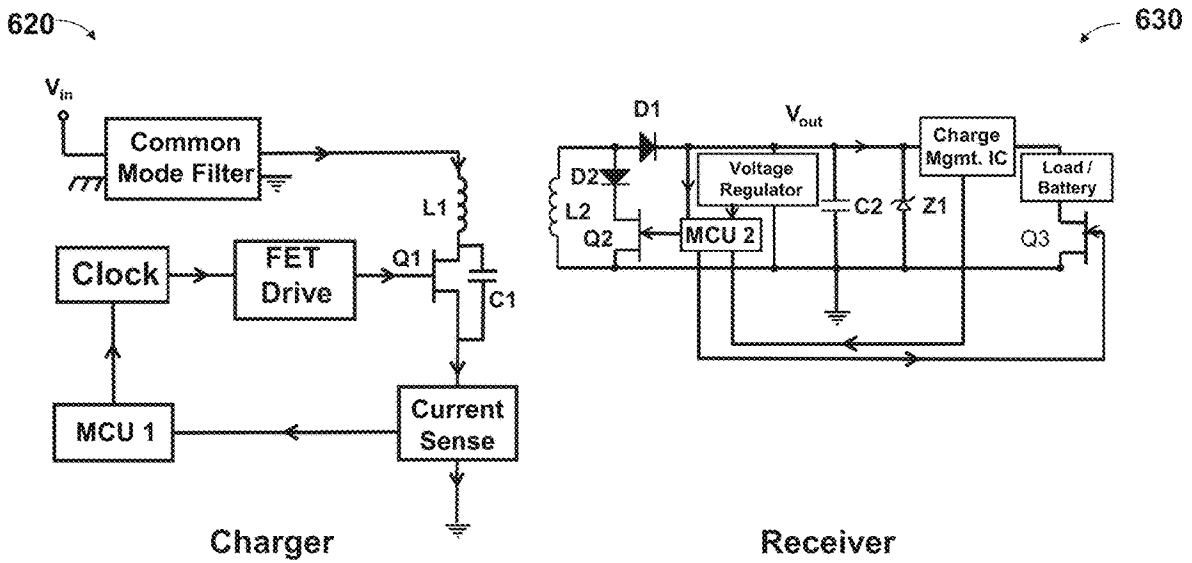 620
630
Vin
Common
Mode Filter
L1
Clock
FET
Drive
Q1
C1
MCU 1
Current
Sense
Charger
D1
Vout
D2
Voltage
Regulator
L2
Q2
MCU 2
C2
Z1
Charge
Mgmt. IC
Load /
Battery
Q3
Receiver